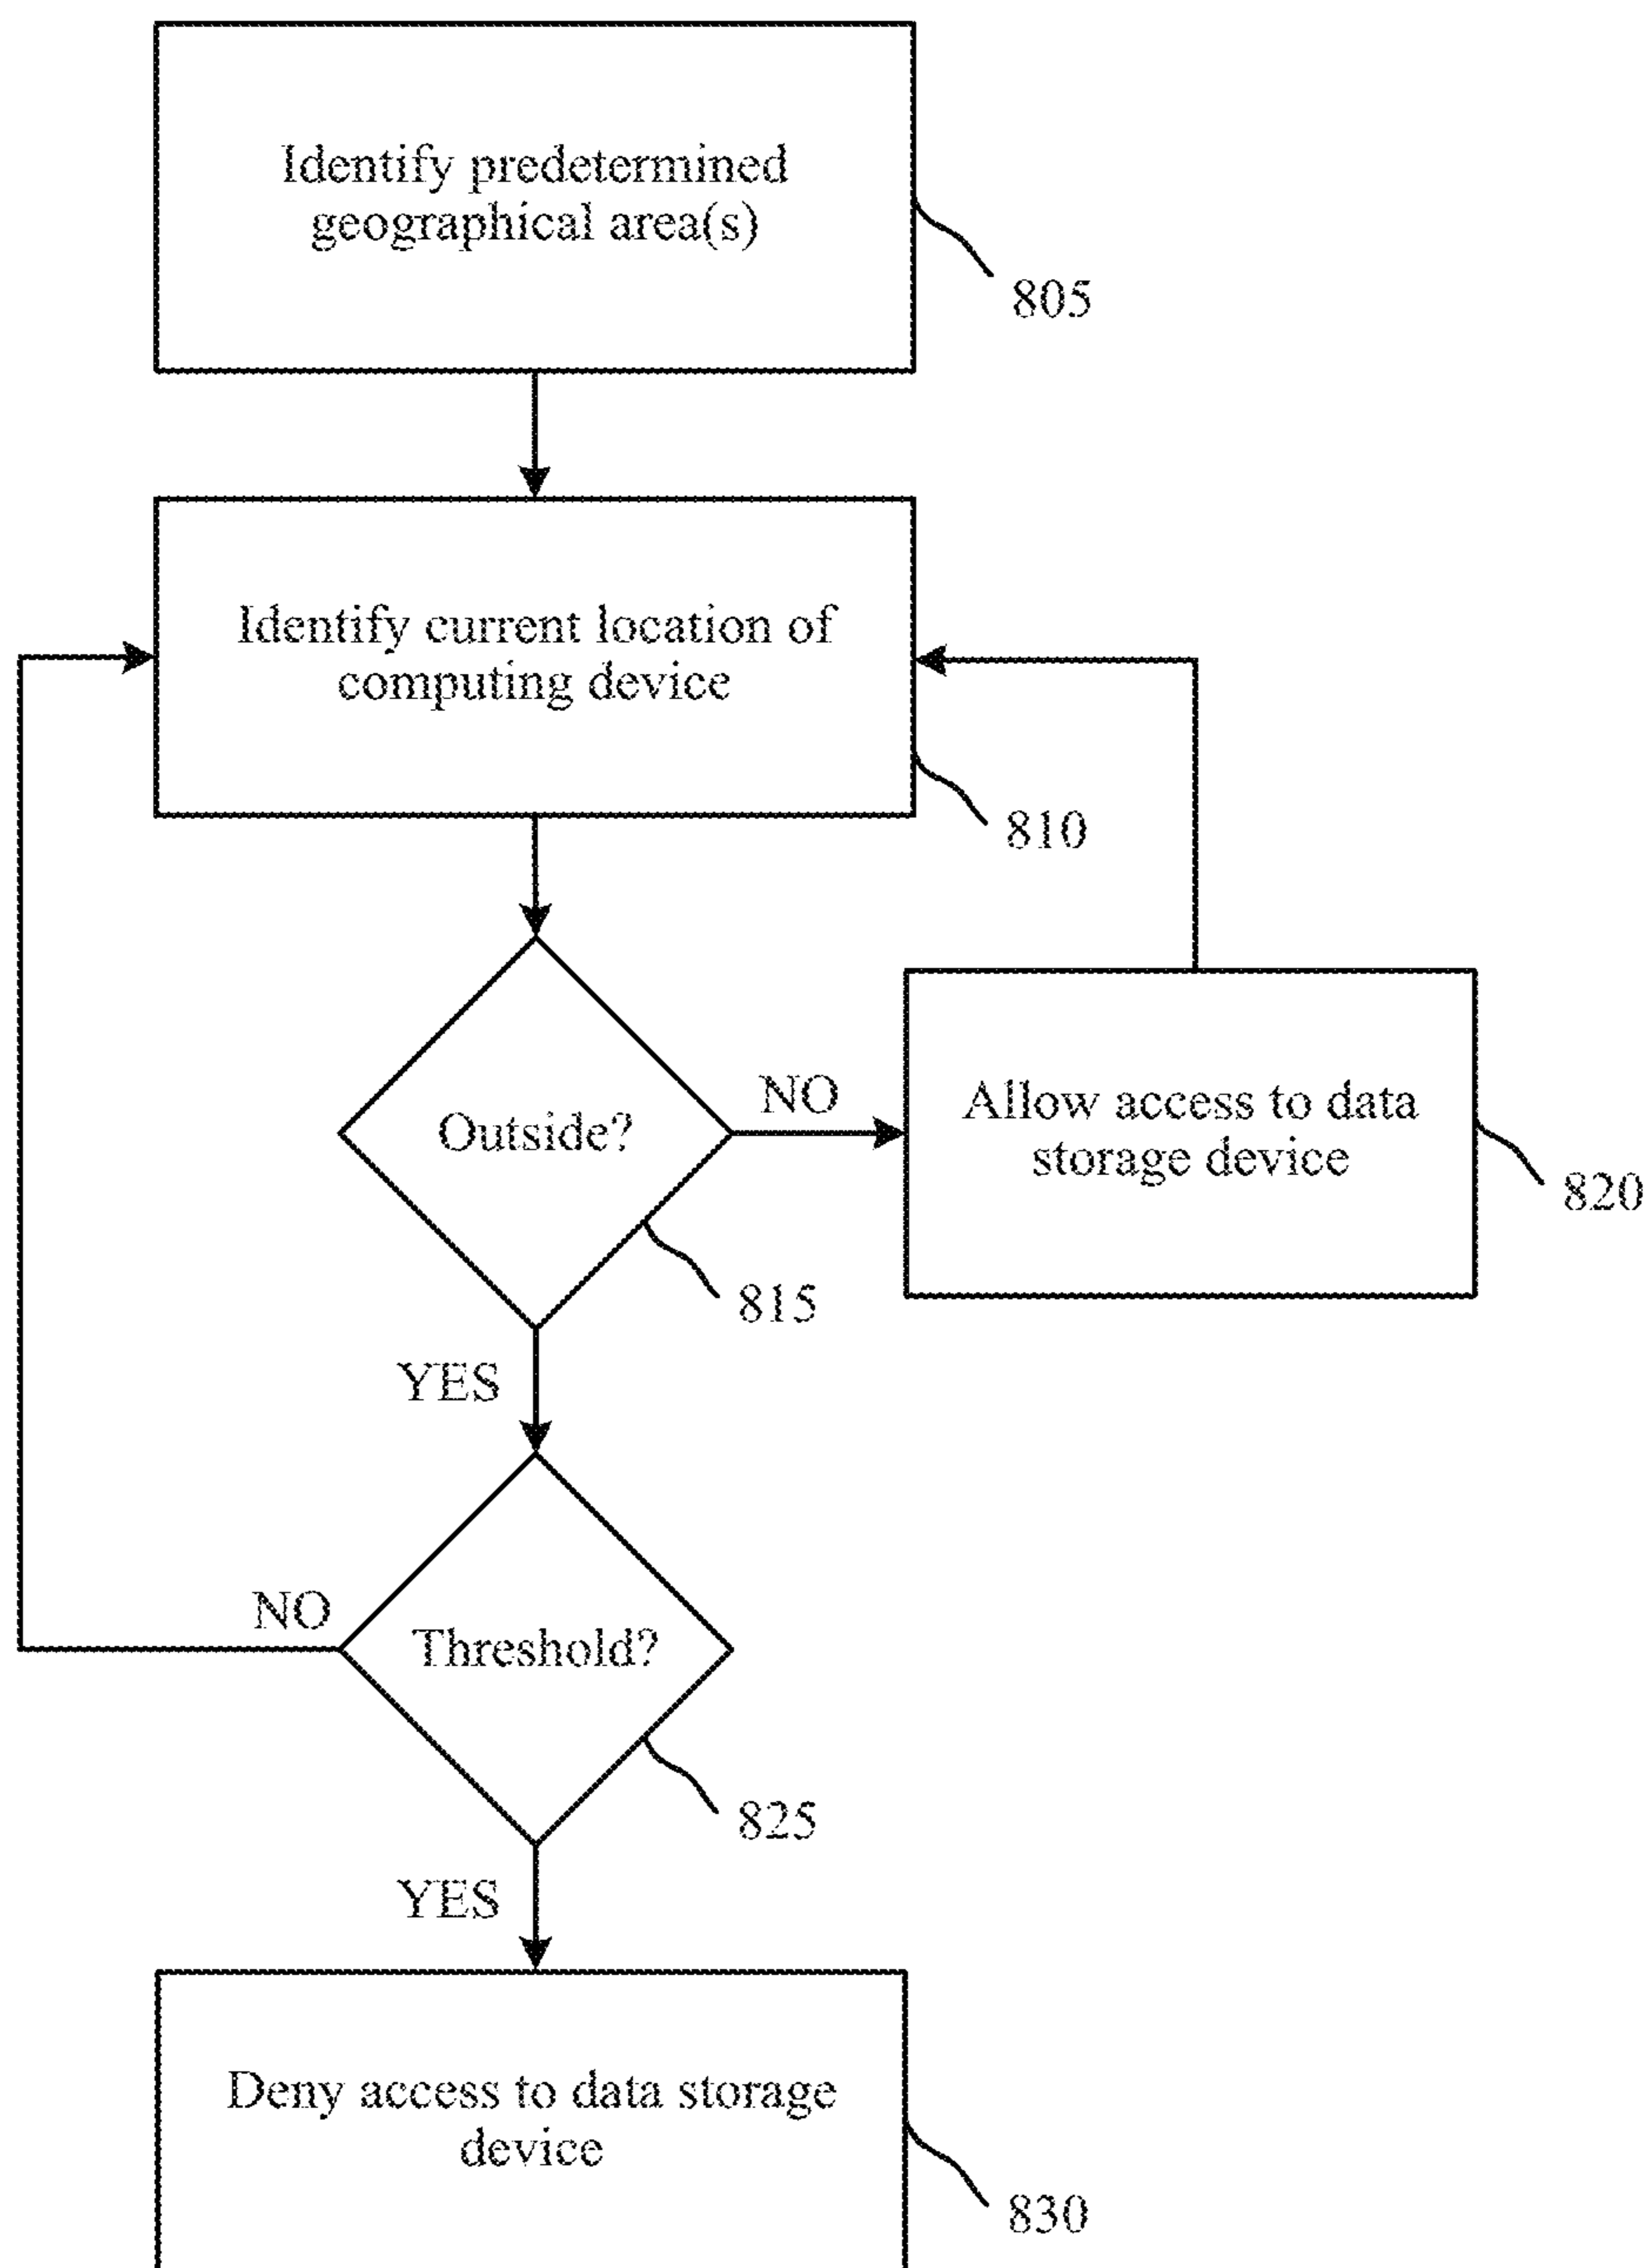 Identify predetermined
geographical area(s)
805
Identify current location of
computing device
810
Outside?
NO
Allow access to data
storage device
820
815
YES
Threshold?
NO
825
YES
Deny access to data storage
device
830